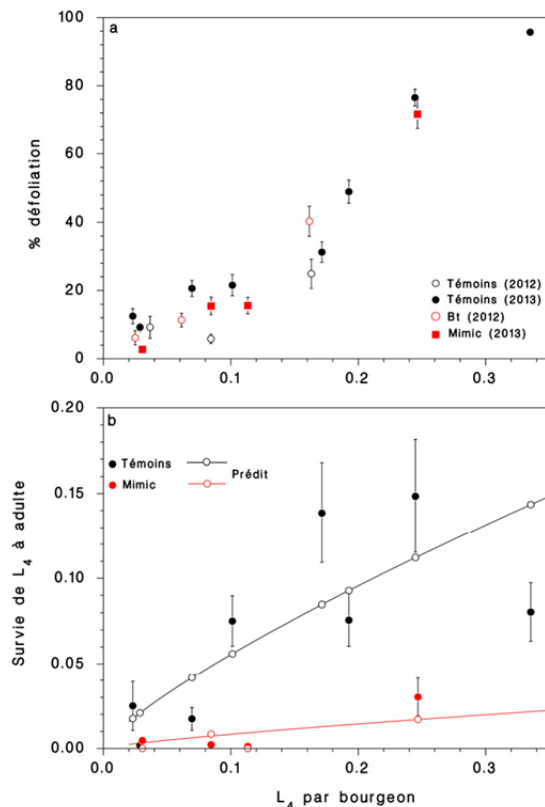 a
100
80
60
40
20
0
% défoliation
Témoins (2012)
Témoins (2013)
Bt (2012)
Mimic (2013)
0.0 0.1 0.2 0.3
b
0.20
0.15
0.10
0.05
0.00
Survie de L4 à adulte
Témoins
Mimic
Prédit
0.0 0.1 0.2 0.3
L4 par bourgeon